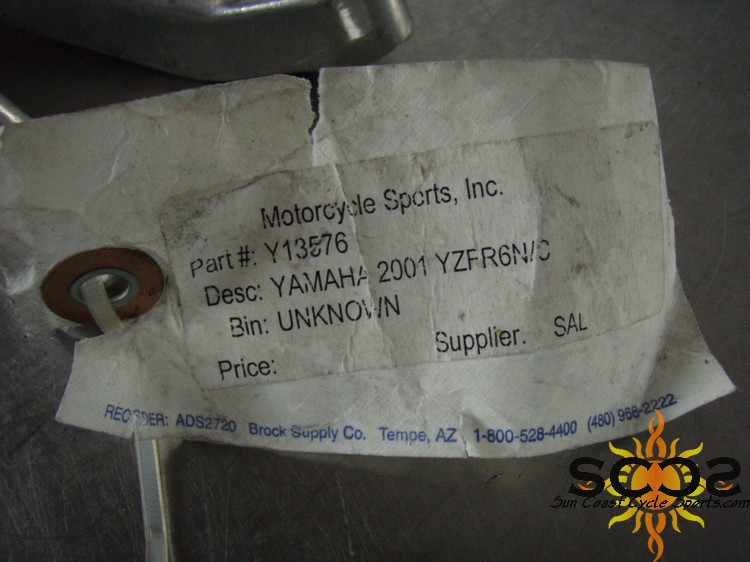 Motorcycle Sports, Inc.
Part #: Y13576
Desc: YAMAHA 2001 YZFR6N/C
Bin: UNKNOWN
Price: Supplier. SAL
REORDER: ADS2720 Brock Supply Co. Tempe, AZ 1-800-528-4400 (480) 968-2222
SCCS
Sun Coast Cycle Sports.com